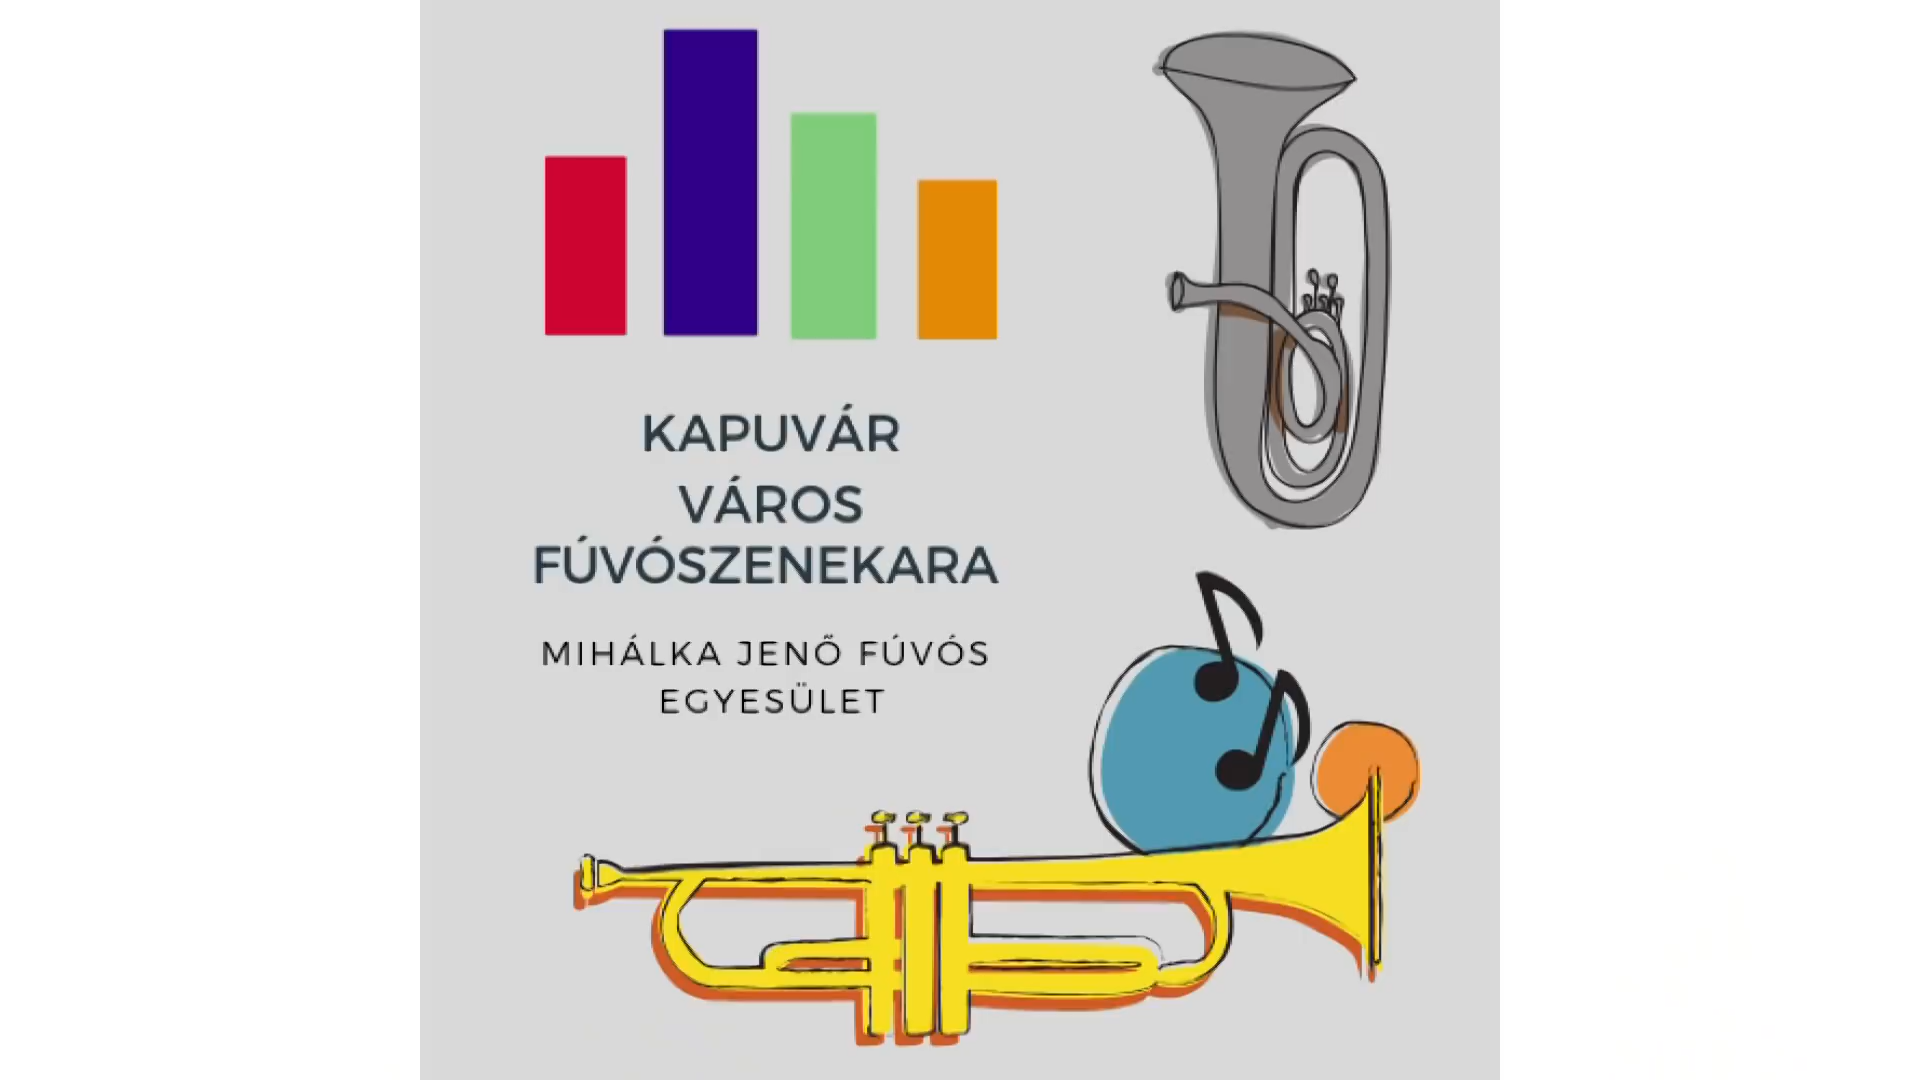 KAPUVÁR
VÁROS
FÚVÓSZENEKARA
MIHÁLKA JENŐ FÚVÓS
EGYESÜLET